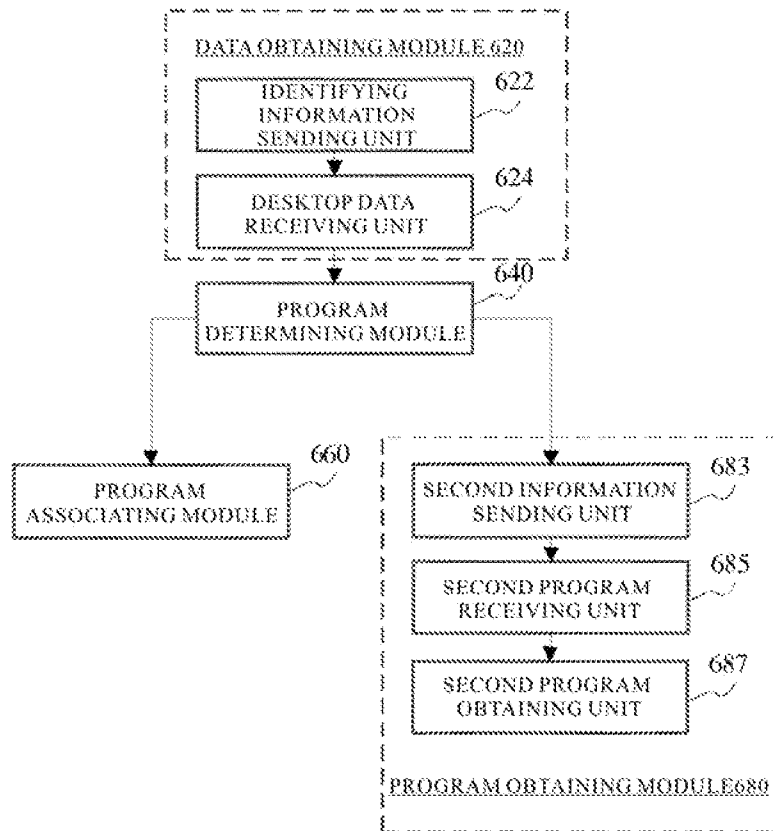 DATA OBTAINING MODULE 620
IDENTIFYING
INFORMATION
SENDING UNIT
622
DESKTOP DATA
RECEIVING UNIT
624
PROGRAM
DETERMINING MODULE
640
PROGRAM
ASSOCIATING MODULE
660
SECOND INFORMATION
SENDING UNIT
683
SECOND PROGRAM
RECEIVING UNIT
685
SECOND PROGRAM
OBTAINING UNIT
687
PROGRAM OBTAINING MODULE680